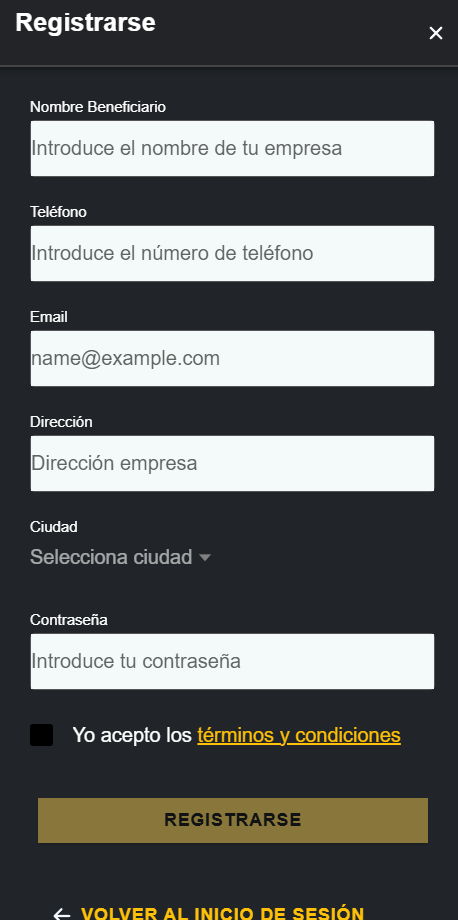 Registrarse
Nombre Beneficiario
Introduce el nombre de tu empresa
Teléfono
Introduce el número de teléfono
Email
name@example.com
Dirección
Dirección empresa
Ciudad
Selecciona ciudad
Contraseña
Introduce tu contraseña
Yo acepto los términos y condiciones
REGISTRARSE
VOLVER AL INICIO DE SESIÓN